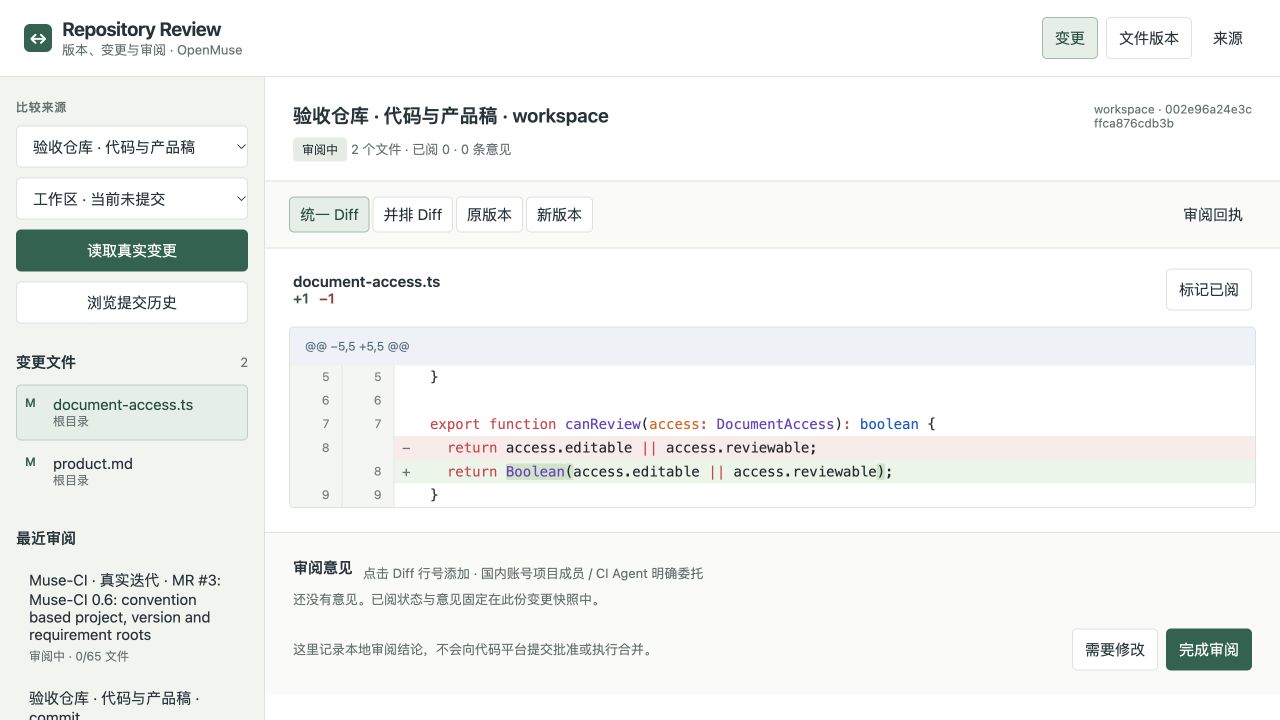 Repository Review
版本、变更与审阅 · OpenMuse
变更
文件版本
来源
比较来源
验收仓库 · 代码与产品稿
工作区 · 当前未提交
读取真实变更
浏览提交历史
变更文件
2
M
document-access.ts
根目录
M
product.md
根目录
最近审阅
Muse-CI · 真实迭代 · MR #3:
Muse-CI 0.6: convention
based project, version and
requirement roots
审阅中 · 0/65 文件
验收仓库 · 代码与产品稿 ·
commit
验收仓库 · 代码与产品稿 · workspace
审阅中
2 个文件 · 已阅 0 · 0 条意见
workspace · 002e96a24e3c
ffca876cdb3b
统一 Diff
并排 Diff
原版本
新版本
审阅回执
document-access.ts
+1 −1
标记已阅
@@ −5,5 +5,5 @@
5 5 }
6 6
7 7 export function canReview(access: DocumentAccess): boolean {
8 − return access.editable || access.reviewable;
8 + return Boolean(access.editable || access.reviewable);
9 9 }
审阅意见
点击 Diff 行号添加 · 国内账号项目成员 / CI Agent 明确委托
还没有意见。已阅状态与意见固定在此份变更快照中。
这里记录本地审阅结论，不会向代码平台提交批准或执行合并。
需要修改
完成审阅